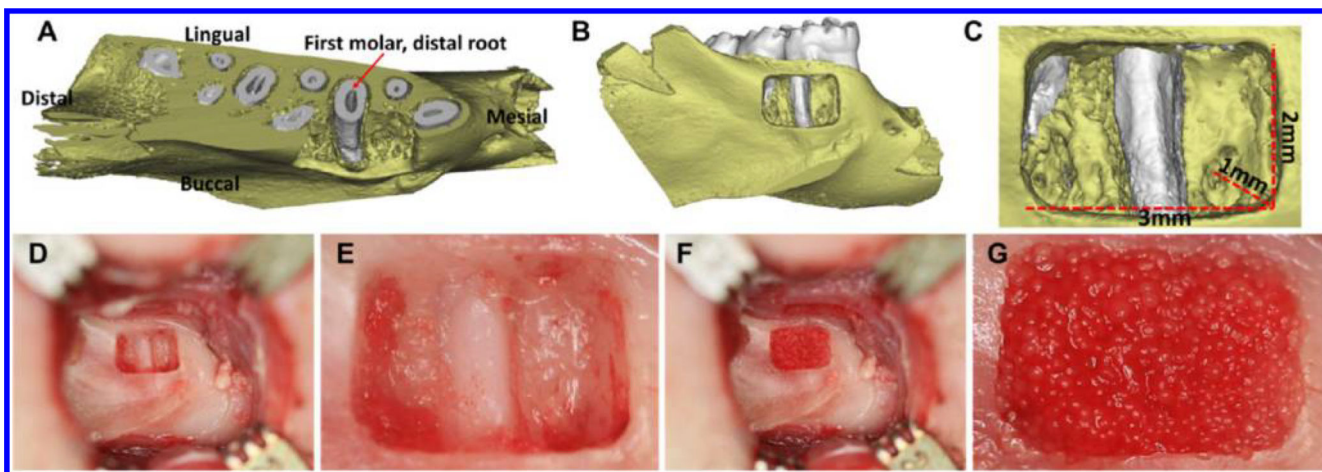 A
Lingual
First molar, distal root
Distal
Mesial
Buccal
B
C
2mm
1mm
3mm
D
E
F
G